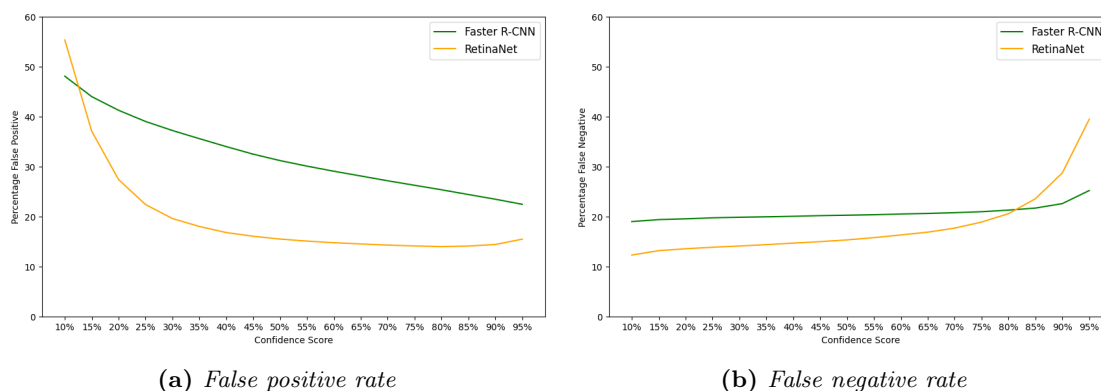 60
50
40
30
20
10
0
Percentage False Positive
Faster R-CNN
RetinaNet
10% 15% 20% 25% 30% 35% 40% 45% 50% 55% 60% 65% 70% 75% 80% 85% 90% 95%
Confidence Score
(a) False positive rate
60
50
40
30
20
10
0
Percentage False Negative
Faster R-CNN
RetinaNet
10% 15% 20% 25% 30% 35% 40% 45% 50% 55% 60% 65% 70% 75% 80% 85% 90% 95%
Confidence Score
(b) False negative rate